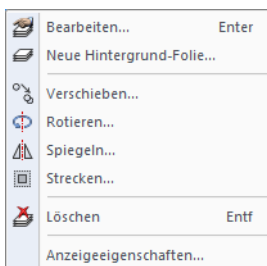 Bearbeiten... Enter
Neue Hintergrund-Folie...
Verschieben...
Rotieren...
Spiegeln...
Strecken...
Löschen Entf
Anzeigeeigenschaften...